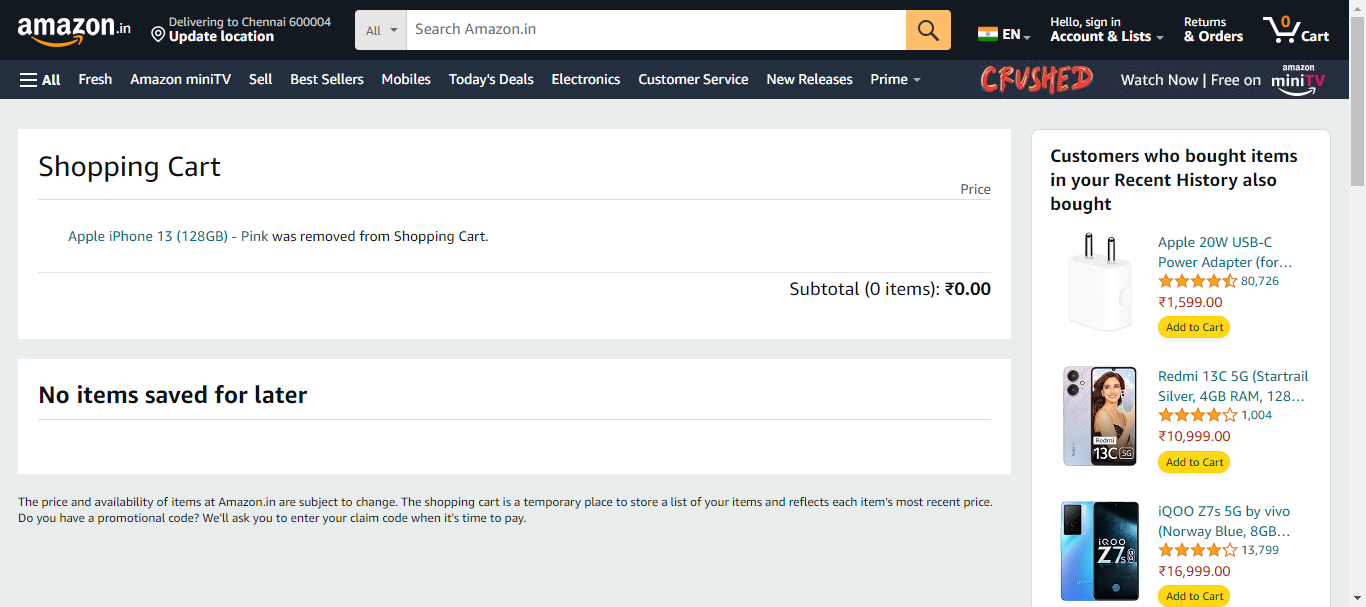 amazon.in
Delivering to Chennai 600004
Update location
All
Search Amazon.in
EN
Hello, sign in
Account & Lists
Returns
& Orders
0
Cart
All
Fresh
Amazon miniTV
Sell
Best Sellers
Mobiles
Today's Deals
Electronics
Customer Service
New Releases
Prime
CRUSHED
Watch Now | Free on
amazon
miniTV
Shopping Cart
Price
Apple iPhone 13 (128GB) - Pink was removed from Shopping Cart.
Subtotal (0 items): ₹0.00
No items saved for later
The price and availability of items at Amazon.in are subject to change. The shopping cart is a temporary place to store a list of your items and reflects each item's most recent price.
Do you have a promotional code? We'll ask you to enter your claim code when it's time to pay.
Customers who bought items
in your Recent History also
bought
Apple 20W USB-C
Power Adapter (for…
80,726
₹1,599.00
Add to Cart
Redmi
13C 5G
Redmi 13C 5G (Startrail
Silver, 4GB RAM, 128…
1,004
₹10,999.00
Add to Cart
iQOO
Z7s 5G
iQOO Z7s 5G by vivo
(Norway Blue, 8GB…
13,799
₹16,999.00
Add to Cart